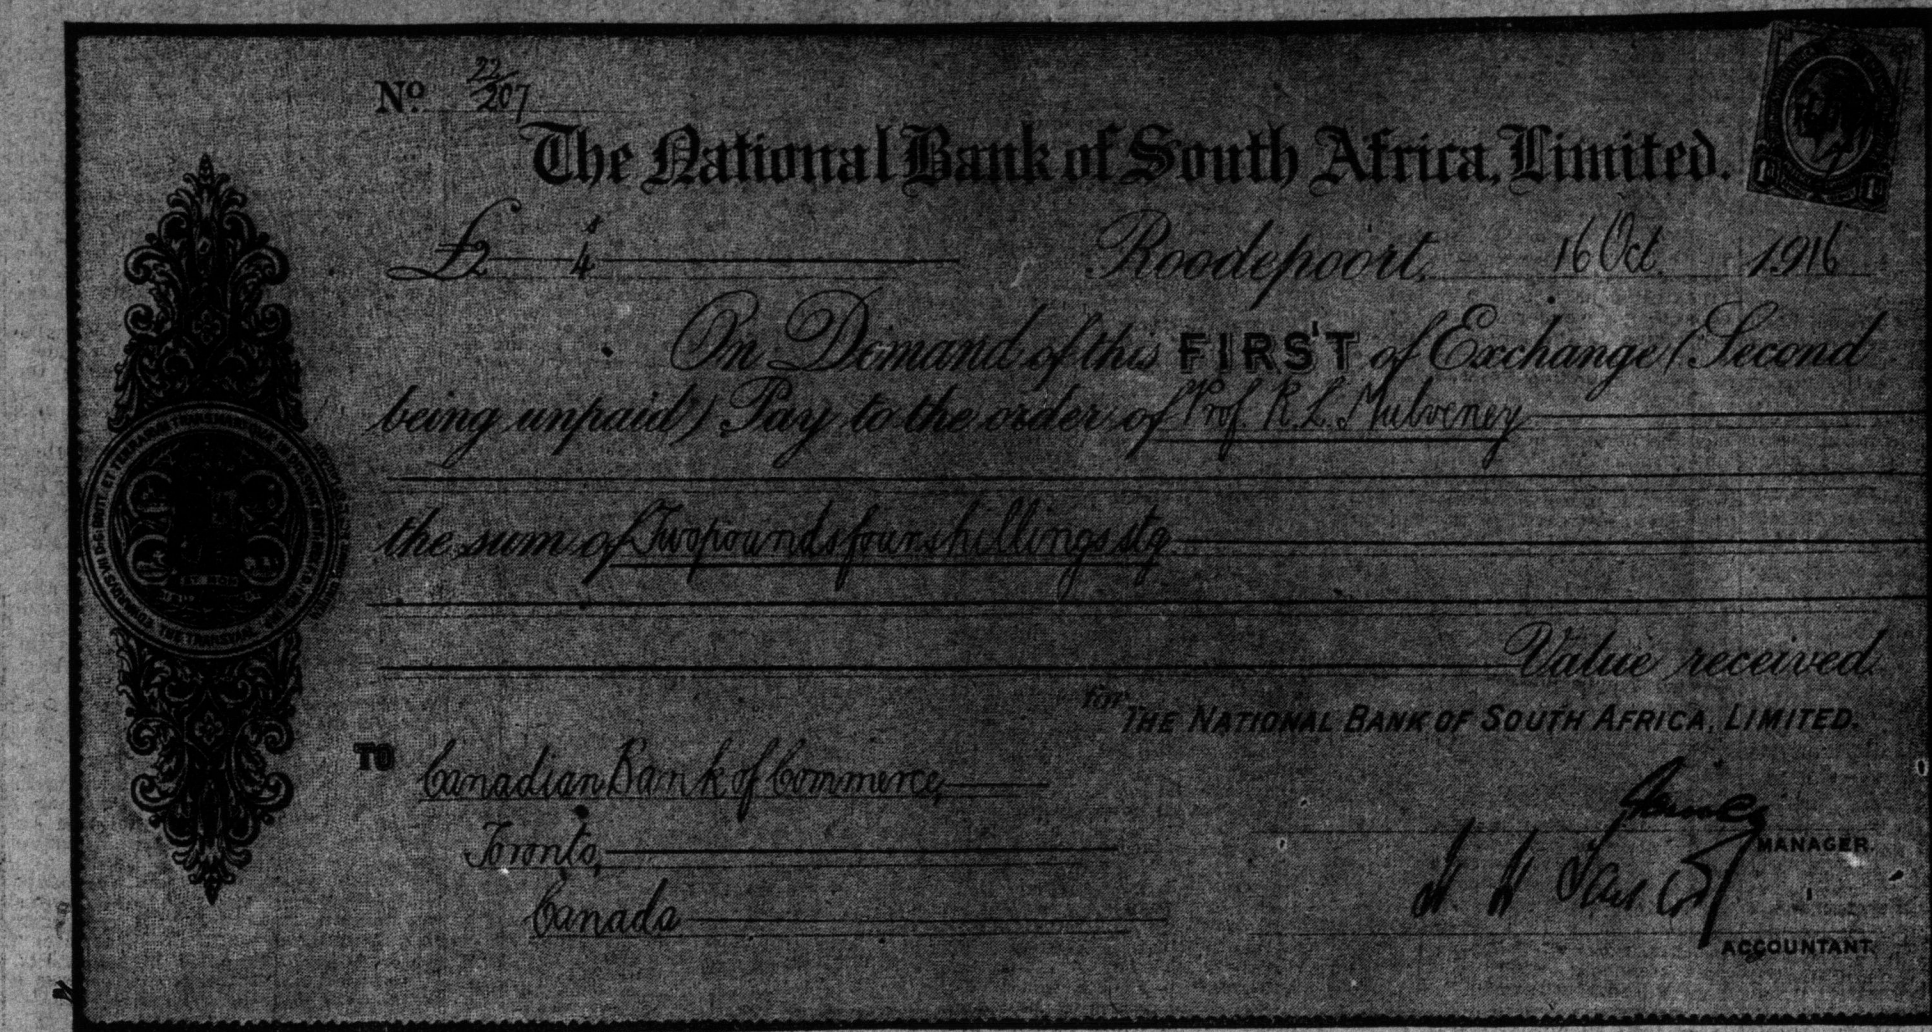 No. 22/207
The National Bank of South Africa, Limited.
£2 4s
Roodepoort, 16 Oct. 1916
On Demand of this FIRST of Exchange (Second
being unpaid) Pay to the order of Prof. R. L. Mulveney
the sum of Two pounds four shillings stg
Value received.
for THE NATIONAL BANK OF SOUTH AFRICA, LIMITED.
TO Canadian Bank of Commerce,
Toronto,
Canada
MANAGER.
ACCOUNTANT.